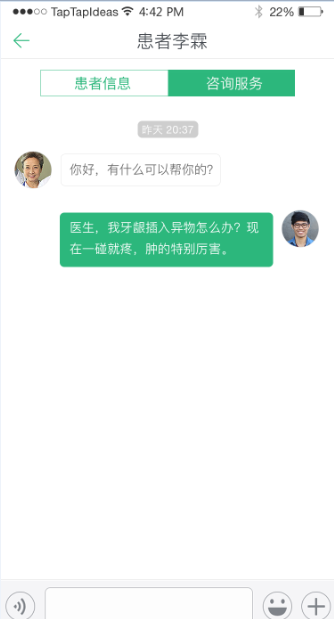 TapTapIdeas 4:42 PM 22%
患者李霖
患者信息 咨询服务
昨天 20:37
你好，有什么可以帮你的？
医生，我牙龈插入异物怎么办？现
在一碰就疼，肿的特别厉害。